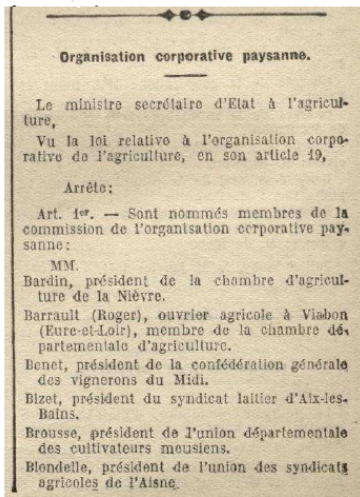 Organisation corporative paysanne.
Le ministre secrétaire d'Etat à l'agricul-
ture,
Vu la loi relative à l'organisation corpo-
rative de l'agriculture, en son article 19,
Arrête:
Art. 1er. — Sont nommés membres de la
commission de l'organisation corporative pay-
sanne:
MM.
Bardin, président de la chambre d'agricul-
ture de la Nièvre.
Barrault (Roger), ouvrier agricole à Viabon
(Eure-et-Loir), membre de la chambre dé-
partementale d'agriculture.
Benet, président de la confédération générale
des vignerons du Midi.
Bizet, président du syndicat laitier d'Aix-les-
Bains.
Brousse, président de l'union départementale
des cultivateurs meusiens.
Blondelle, président de l'union des syndicats
agricoles de l'Aisne.